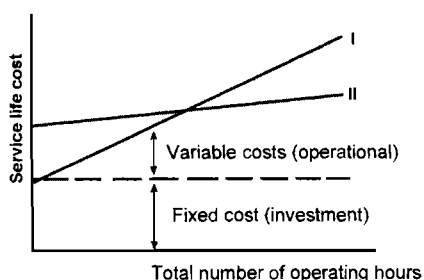 Service life cost
I
II
Variable costs (operational)
Fixed cost (investment)
Total number of operating hours